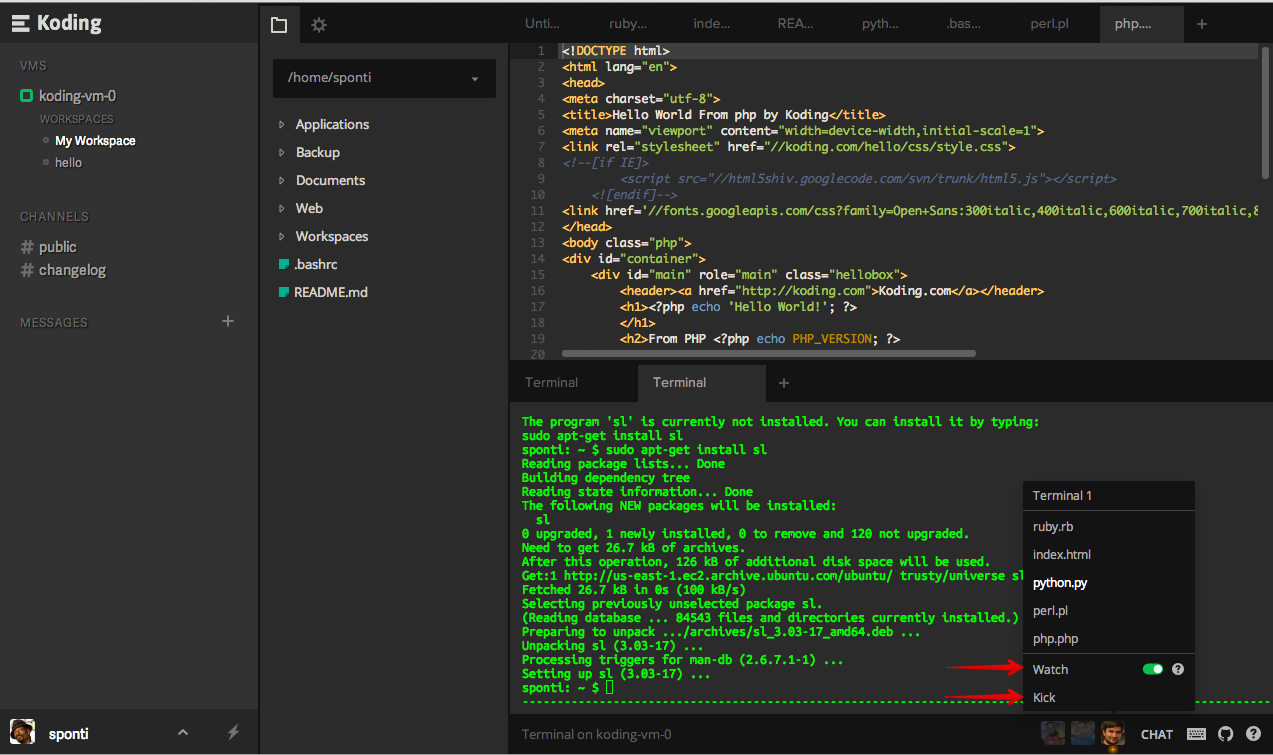 Koding
VMS
koding-vm-0
WORKSPACES
My Workspace
hello
CHANNELS
# public
# changelog
MESSAGES +
sponti
/home/sponti
Applications
Backup
Documents
Web
Workspaces
.bashrc
README.md
Unti... ruby... inde... REA... pyth... .bas... perl.pl php.... +
1 <!DOCTYPE html>
2 <html lang="en">
3 <head>
4 <meta charset="utf-8">
5 <title>Hello World From php by Koding</title>
6 <meta name="viewport" content="width=device-width,initial-scale=1">
7 <link rel="stylesheet" href="//koding.com/hello/css/style.css">
8 <!--[if IE]>
9 <script src="//html5shiv.googlecode.com/svn/trunk/html5.js"></script>
10 <![endif]-->
11 <link href='//fonts.googleapis.com/css?family=Open+Sans:300italic,400italic,600italic,700italic,8
12 </head>
13 <body class="php">
14 <div id="container">
15 <div id="main" role="main" class="hellobox">
16 <header><a href="http://koding.com">Koding.com</a></header>
17 <h1><?php echo 'Hello World!'; ?>
18 </h1>
19 <h2>From PHP <?php echo PHP_VERSION; ?>
20
Terminal Terminal +
The program 'sl' is currently not installed. You can install it by typing:
sudo apt-get install sl
sponti: ~ $ sudo apt-get install sl
Reading package lists... Done
Building dependency tree
Reading state information... Done
The following NEW packages will be installed:
sl
0 upgraded, 1 newly installed, 0 to remove and 120 not upgraded.
Need to get 26.7 kB of archives.
After this operation, 126 kB of additional disk space will be used.
Get:1 http://us-east-1.ec2.archive.ubuntu.com/ubuntu/ trusty/universe sl
Fetched 26.7 kB in 0s (100 kB/s)
Selecting previously unselected package sl.
(Reading database ... 84543 files and directories currently installed.)
Preparing to unpack .../archives/sl_3.03-17_amd64.deb ...
Unpacking sl (3.03-17) ...
Processing triggers for man-db (2.6.7.1-1) ...
Setting up sl (3.03-17) ...
sponti: ~ $
Terminal 1
ruby.rb
index.html
python.py
perl.pl
php.php
Watch ?
Kick
Terminal on koding-vm-0
CHAT ?